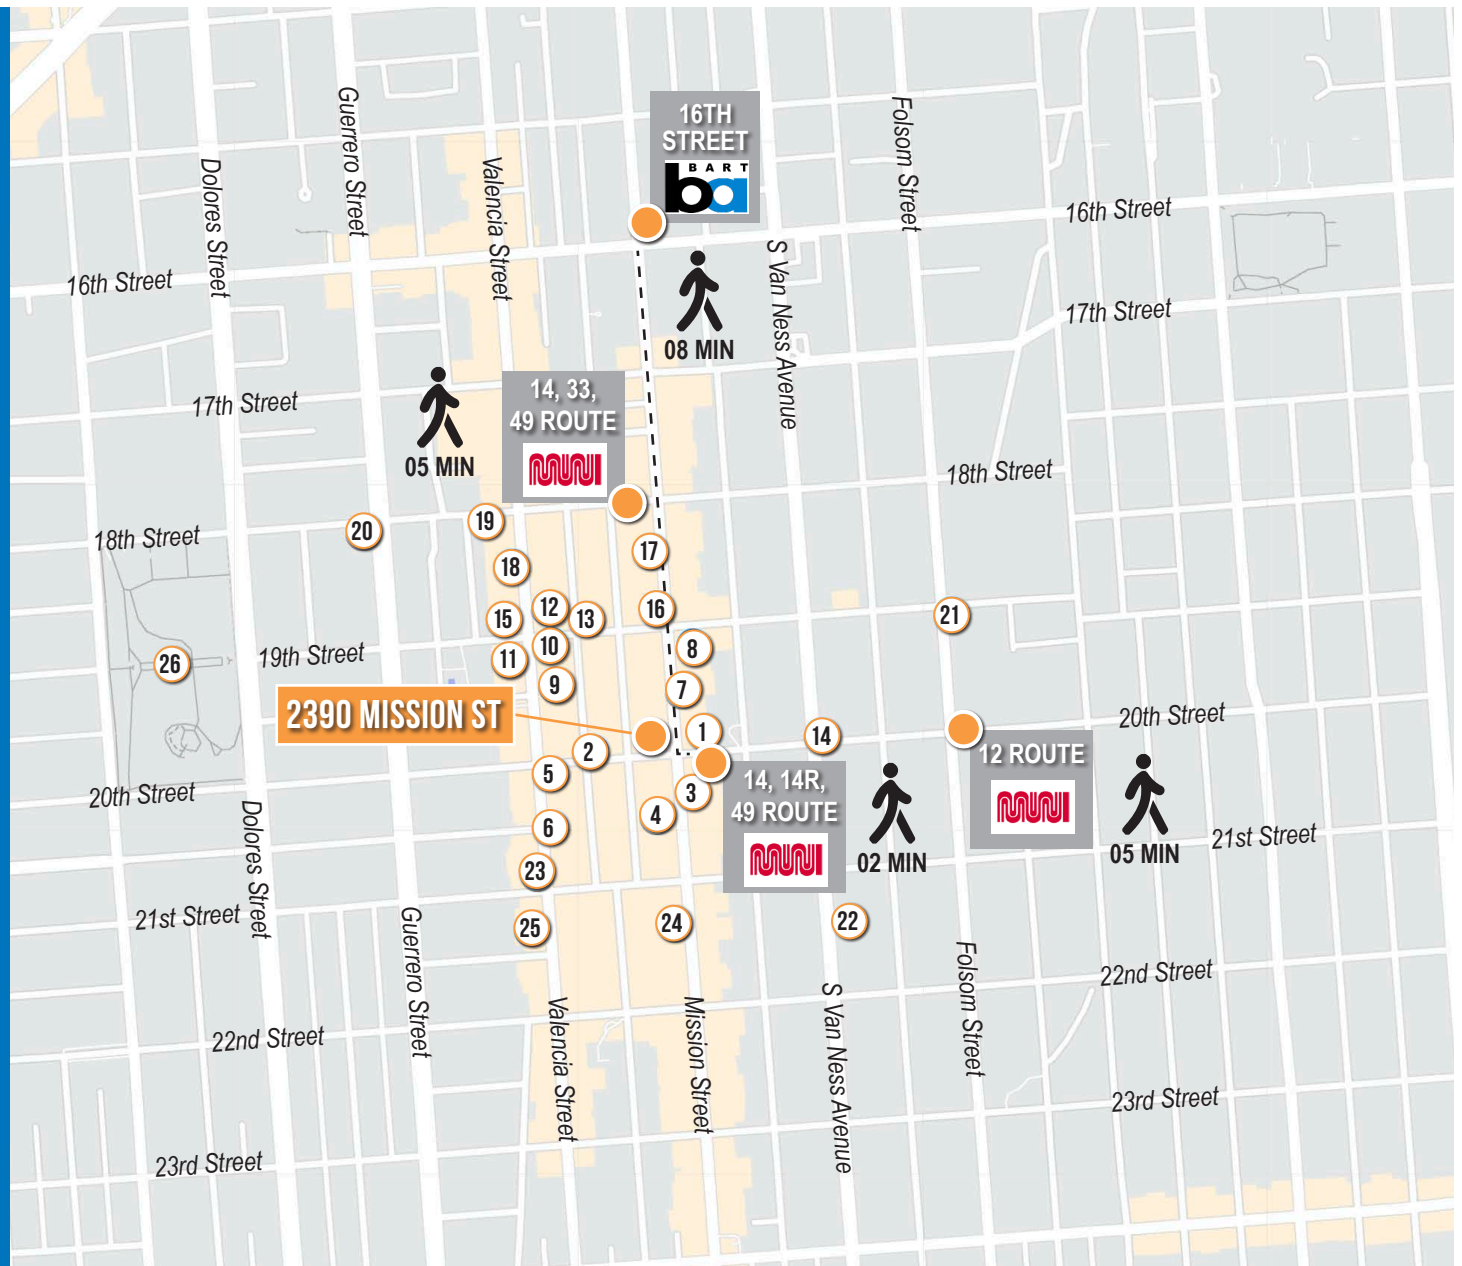 16TH
STREET
BART
ba
Guerrero Street
Folsom Street
Dolores Street
Valencia Street
16th Street
S Van Ness Avenue
16th Street
17th Street
08 MIN
14, 33,
49 ROUTE
MUNI
17th Street
05 MIN
18th Street
18th Street
20
19
17
18
12
13
15
16
21
10
8
11
26
19th Street
9
7
2390 MISSION ST
1
14
20th Street
2
12 ROUTE
MUNI
5
3
14, 14R,
49 ROUTE
MUNI
20th Street
4
6
02 MIN
05 MIN
21st Street
Dolores Street
23
21st Street
25
24
22
Guerrero Street
22nd Street
Folsom Street
Valencia Street
Mission Street
S Van Ness Avenue
22nd Street
23rd Street
23rd Street